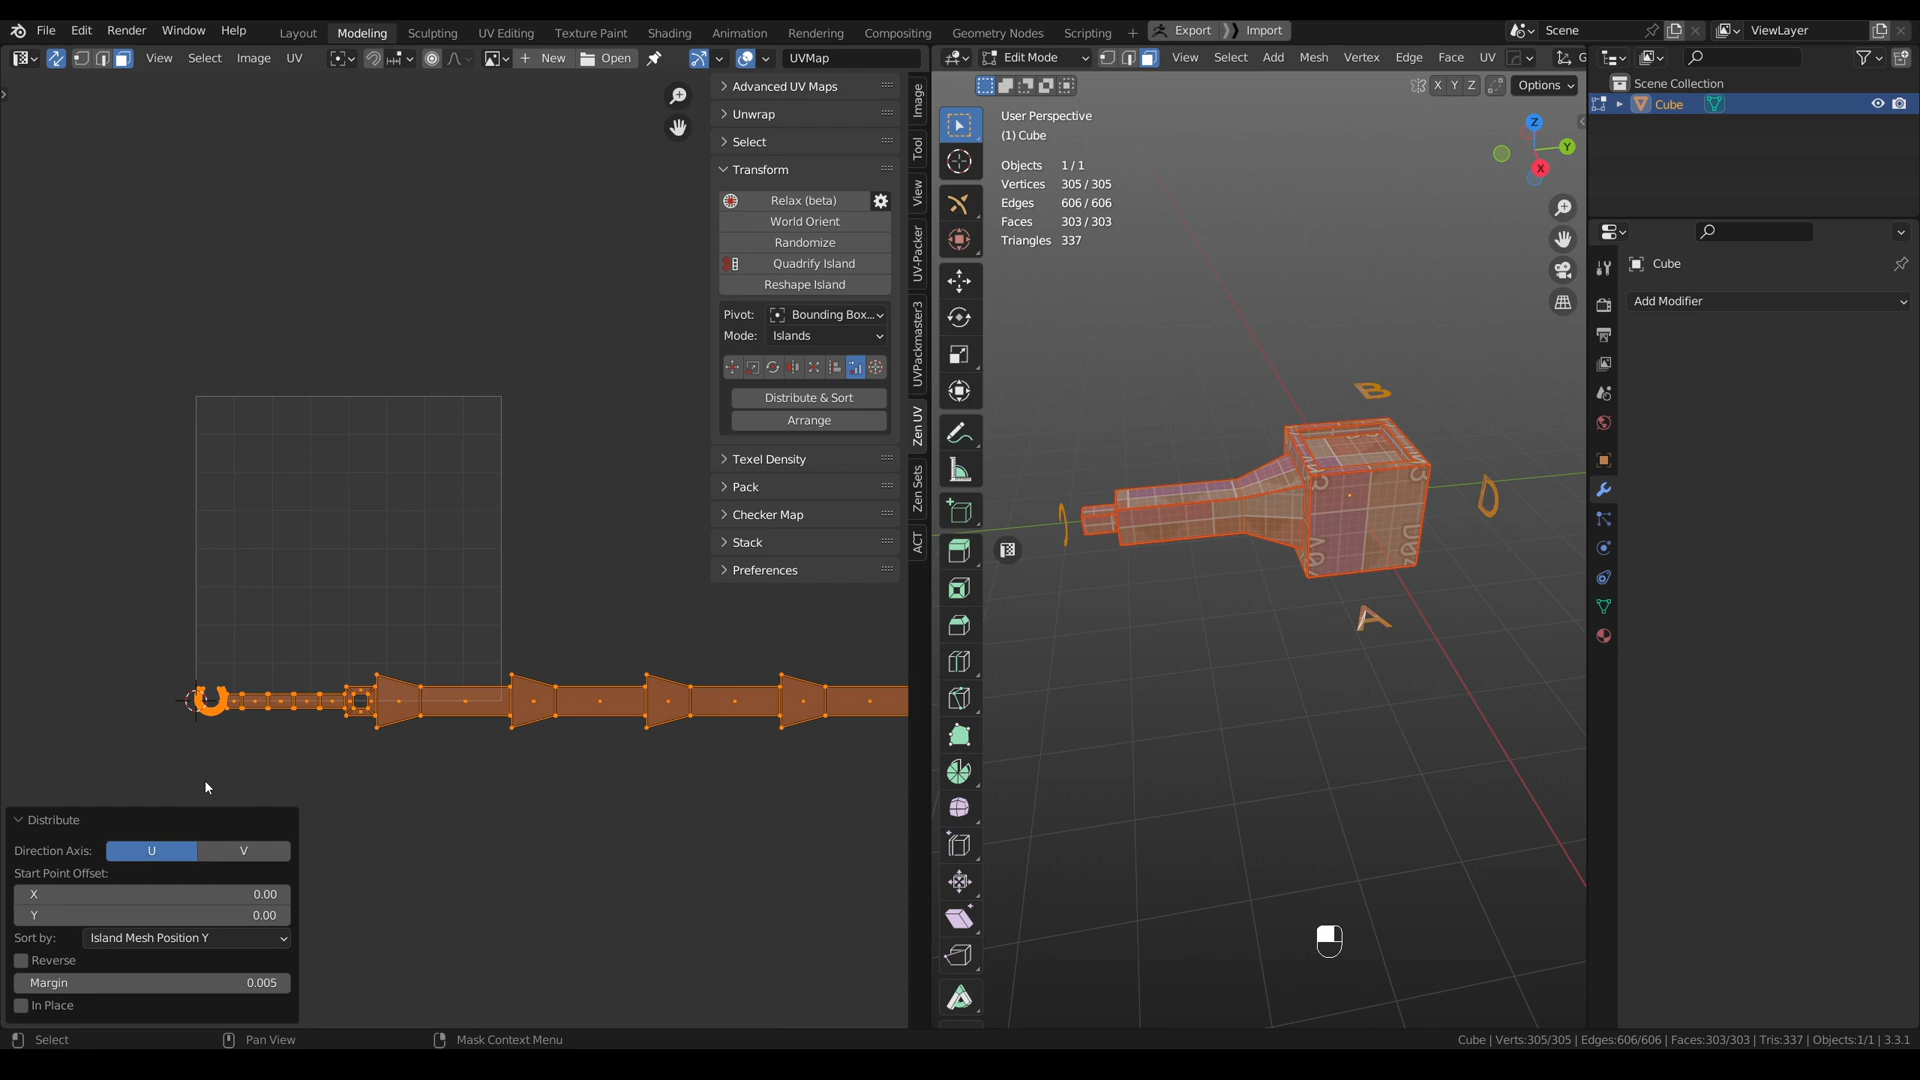 File Edit Render Window Help Layout Modeling Sculpting UV Editing Texture Paint Shading Animation Rendering Compositing Geometry Nodes Scripting + Export Import Scene ViewLayer
View Select Image UV New Open UVMap
Edit Mode View Select Add Mesh Vertex Edge Face UV G
X Y Z Options
Advanced UV Maps
Unwrap
Select
Transform
Relax (beta)
World Orient
Randomize
Quadrify Island
Reshape Island
Pivot: Bounding Box...
Mode: Islands
Distribute & Sort
Arrange
Texel Density
Pack
Checker Map
Stack
Preferences
Image
Tool
View
UV-Packer
UVPackmaster3
Zen UV
Zen Sets
ACT
User Perspective
(1) Cube
Objects 1 / 1
Vertices 305 / 305
Edges 606 / 606
Faces 303 / 303
Triangles 337
Z
Y
X
B
D
A
Scene Collection
Cube
Cube
Add Modifier
Distribute
Direction Axis: U V
Start Point Offset:
X 0.00
Y 0.00
Sort by: Island Mesh Position Y
Reverse
Margin 0.005
In Place
Select Pan View Mask Context Menu
Cube | Verts:305/305 | Edges:606/606 | Faces:303/303 | Tris:337 | Objects:1/1 | 3.3.1